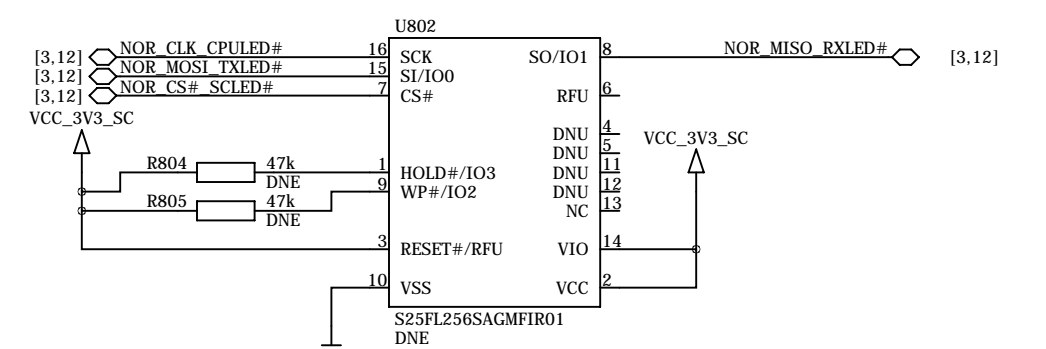 U802
NOR_CLK_CPULED# 16 SCK SO/IO1 8 NOR_MISO_RXLED# [3,12]
[3,12]
NOR_MOSI_TXLED# 15 SI/IO0
[3,12]
NOR_CS#_SCLED# 7 CS# RFU 6
[3,12]
VCC_3V3_SC
DNU 4
VCC_3V3_SC
DNU 5
R804 47k 1 HOLD#/IO3 DNU 11
DNE
9 WP#/IO2 DNU 12
R805 47k NC 13
DNE
3 RESET#/RFU VIO 14
10 VSS VCC 2
S25FL256SAGMFIR01
DNE